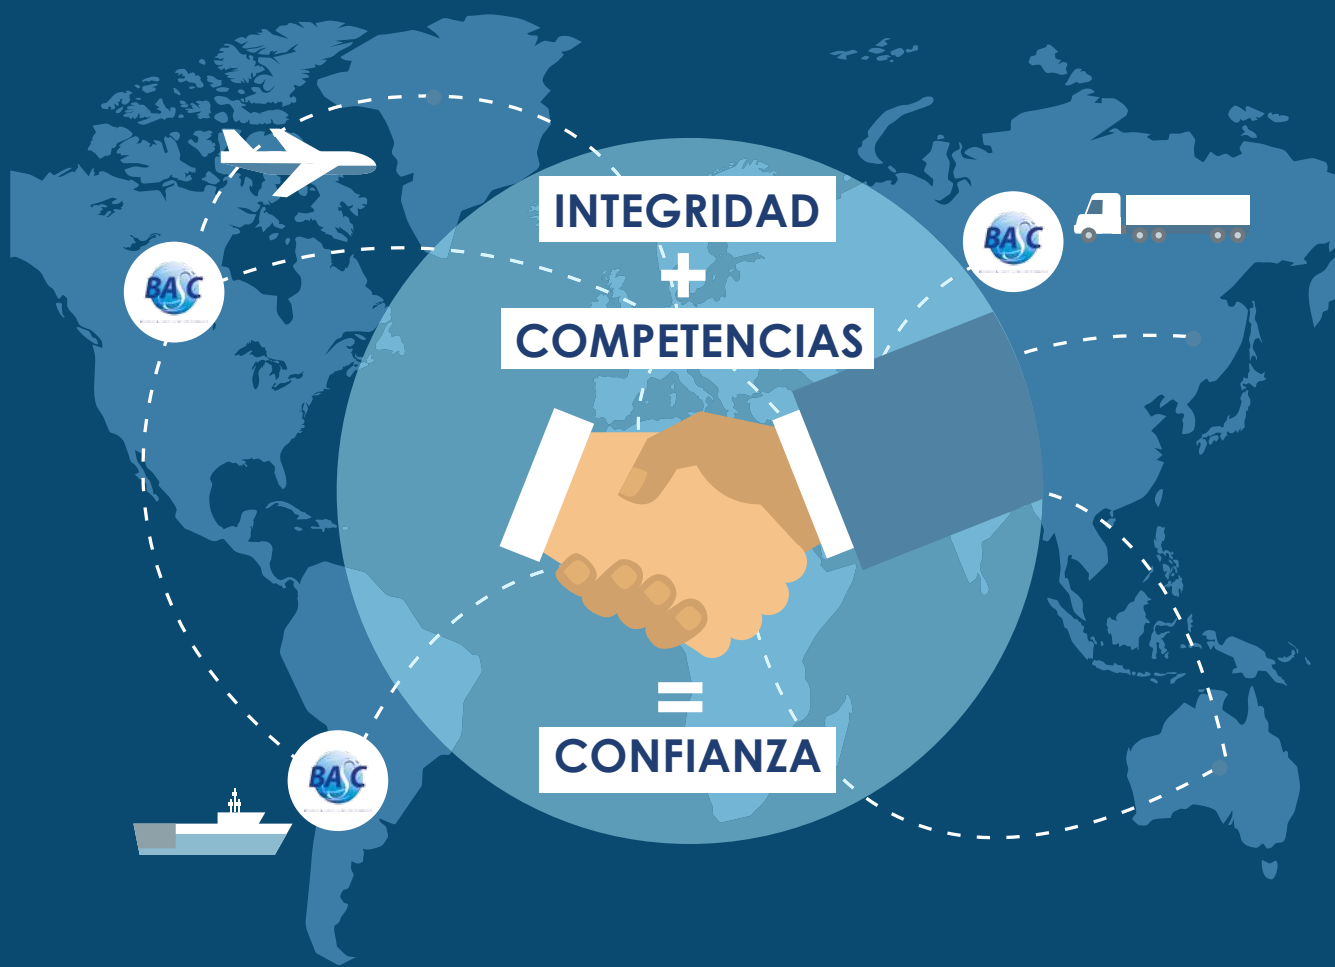 INTEGRIDAD
+
COMPETENCIAS
=
CONFIANZA
BASC
BASC
BASC